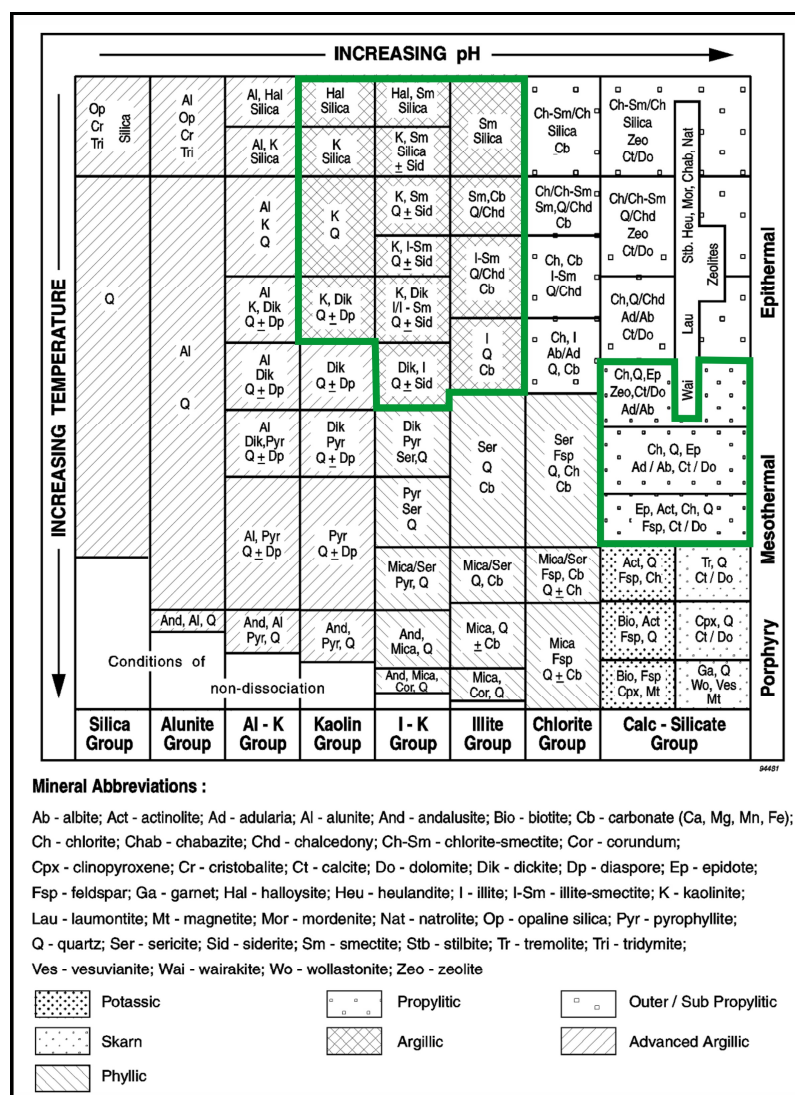 INCREASING pH
INCREASING TEMPERATURE
Op
Cr
Tri
Silica
Q
Al
Op
Cr
Tri
Al
Q
And, Al, Q
Al, Hal
Silica
Al, K
Silica
Al
K
Q
Al
K, Dik
Q ± Dp
Al
Dik
Q ± Dp
Al
Dik,Pyr
Q ± Dp
Al, Pyr
Q ± Dp
And, Al
Pyr, Q
Hal
Silica
K
Silica
K
Q
K, Dik
Q ± Dp
Dik
Q ± Dp
Dik
Pyr
Q ± Dp
Pyr
Q ± Dp
And,
Pyr, Q
Hal, Sm
Silica
K, Sm
Silica
± Sid
K, Sm
Q ± Sid
K, I-Sm
Q ± Sid
K, Dik
I/I - Sm
Q ± Sid
Dik, I
Q ± Sid
Dik
Pyr
Ser,Q
Pyr
Ser
Q
Mica/Ser
Pyr, Q
And,
Mica, Q
And, Mica,
Cor, Q
Sm
Silica
Sm,Cb
Q/Chd
I-Sm
Q/Chd
Cb
I
Q
Cb
Ser
Q
Cb
Mica/Ser
Q, Cb
Mica, Q
± Cb
Mica,
Cor, Q
Ch-Sm/Ch
Silica
Cb
Ch/Ch-Sm
Sm,Q/Chd
Cb
Ch, Cb
I-Sm
Q/Chd
Ch, I
Ab/Ad
Q, Cb
Ser
Fsp
Q, Ch
Cb
Mica/Ser
Fsp, Cb
Q ± Ch
Mica
Fsp
Q ± Cb
Ch-Sm/Ch
Silica
Zeo
Ct/Do
Ch/Ch-Sm
Q/Chd
Zeo
Ct/Do
Ch,Q/Chd
Ad/Ab
Ct/Do
Ch,Q,Ep
Zeo,Ct/Do
Ad/Ab
Ch, Q, Ep
Ad / Ab, Ct / Do
Ep, Act, Ch, Q
Fsp, Ct / Do
Act, Q
Fsp, Ch
Tr, Q
Ct / Do
Bio, Act
Fsp, Q
Cpx, Q
Ct / Do
Bio, Fsp
Cpx, Mt
Ga, Q
Wo, Ves
Mt
Stb, Heu, Mor, Chab, Nat
Zeolites
Lau
Wai
Epithermal
Mesothermal
Porphyry
Conditions of
non-dissociation
Silica
Group
Alunite
Group
Al - K
Group
Kaolin
Group
I - K
Group
Illite
Group
Chlorite
Group
Calc - Silicate
Group
94481
Mineral Abbreviations :
Ab - albite; Act - actinolite; Ad - adularia; Al - alunite; And - andalusite; Bio - biotite; Cb - carbonate (Ca, Mg, Mn, Fe);
Ch - chlorite; Chab - chabazite; Chd - chalcedony; Ch-Sm - chlorite-smectite; Cor - corundum;
Cpx - clinopyroxene; Cr - cristobalite; Ct - calcite; Do - dolomite; Dik - dickite; Dp - diaspore; Ep - epidote;
Fsp - feldspar; Ga - garnet; Hal - halloysite; Heu - heulandite; I - illite; I-Sm - illite-smectite; K - kaolinite;
Lau - laumontite; Mt - magnetite; Mor - mordenite; Nat - natrolite; Op - opaline silica; Pyr - pyrophyllite;
Q - quartz; Ser - sericite; Sid - siderite; Sm - smectite; Stb - stilbite; Tr - tremolite; Tri - tridymite;
Ves - vesuvianite; Wai - wairakite; Wo - wollastonite; Zeo - zeolite
Potassic
Propylitic
Outer / Sub Propylitic
Skarn
Argillic
Advanced Argillic
Phyllic